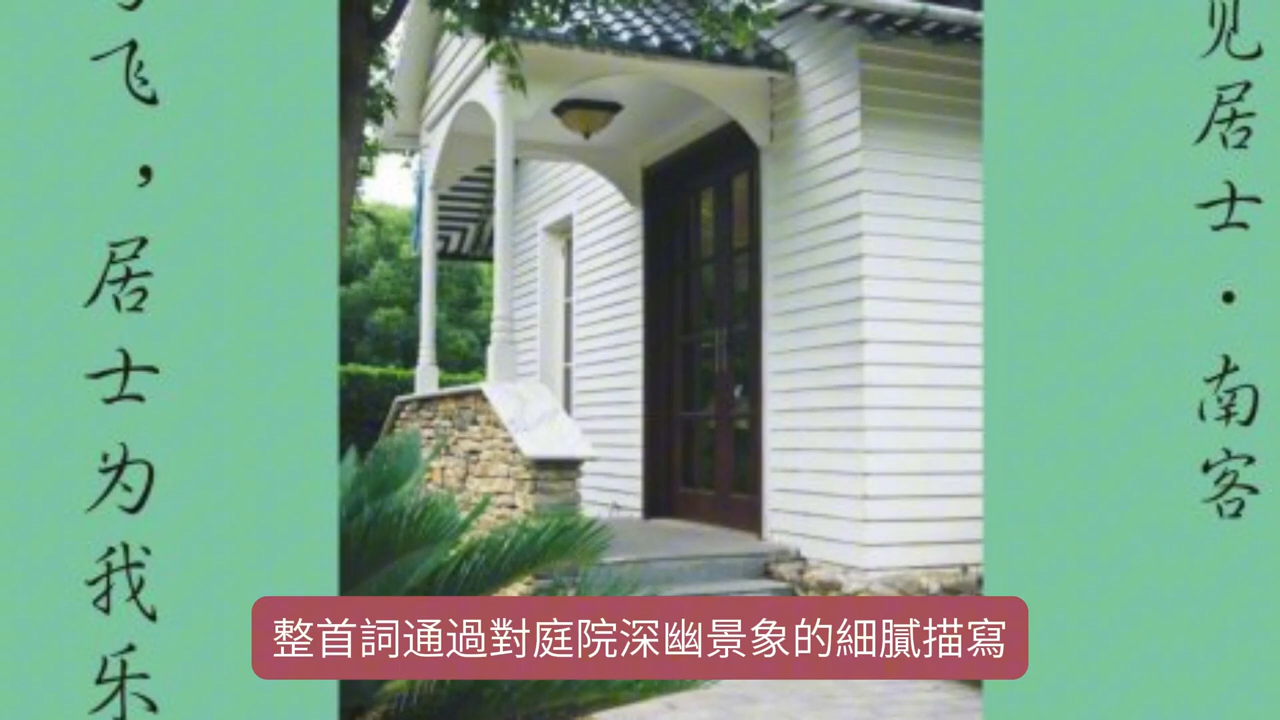 见居士·南客
飞，居士为我乐
整首詞通過對庭院深幽景象的細膩描寫